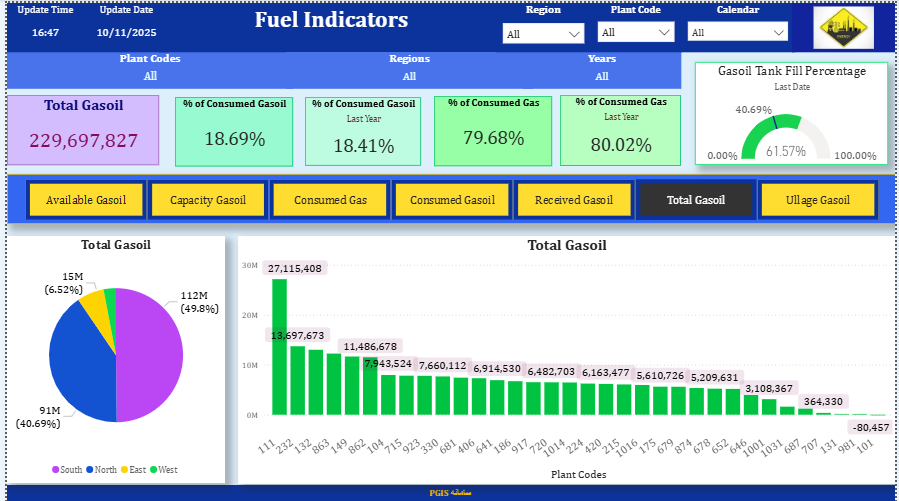 Update Time
Update Date
Fuel Indicators
Region
Plant Code
Calendar
16:47
10/11/2025
All
All
All
Plant Codes
Regions
Years
All
All
All
Total Gasoil
229,697,827
% of Consumed Gasoil
18.69%
% of Consumed Gasoil
Last Year
18.41%
% of Consumed Gas
79.68%
% of Consumed Gas
Last Year
80.02%
Gasoil Tank Fill Percentage
Last Date
40.69%
0.00%
61.57%
100.00%
Available Gasoil
Capacity Gasoil
Consumed Gas
Consumed Gasoil
Received Gasoil
Total Gasoil
Ullage Gasoil
Total Gasoil
15M
(6.52%)
112M
(49.8%)
91M
(40.69%)
South North East West
Total Gasoil
30M
20M
10M
0M
27,115,408
13,697,673
11,486,678
7,943,524
7,660,112
6,914,530
6,482,703
6,163,477
5,610,726
5,209,631
3,108,367
364,330
-80,457
111 232 132 863 149 862 104 715 923 330 681 406 641 186 917 720 1014 224 420 215 1016 175 679 874 678 652 646 1001 1031 687 707 131 981 101
Plant Codes
PGIS